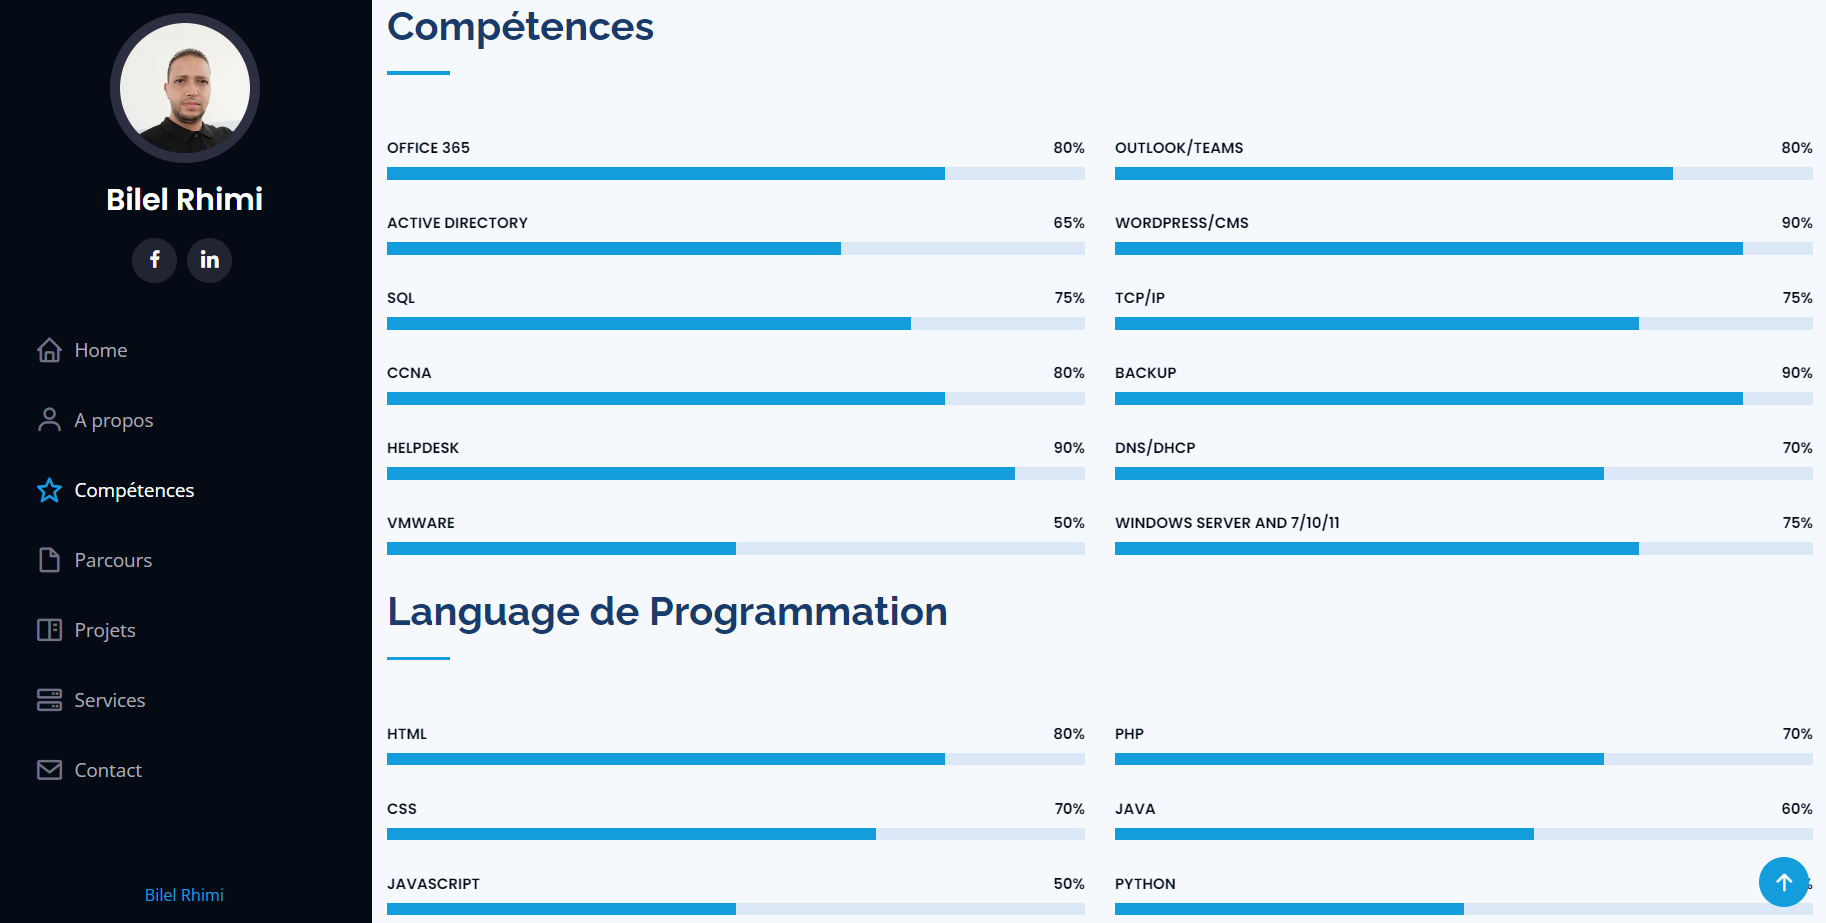 Bilel Rhimi
Home
A propos
Compétences
Parcours
Projets
Services
Contact
Bilel Rhimi
Compétences
OFFICE 365 80%
OUTLOOK/TEAMS 80%
ACTIVE DIRECTORY 65%
WORDPRESS/CMS 90%
SQL 75%
TCP/IP 75%
CCNA 80%
BACKUP 90%
HELPDESK 90%
DNS/DHCP 70%
VMWARE 50%
WINDOWS SERVER AND 7/10/11 75%
Language de Programmation
HTML 80%
PHP 70%
CSS 70%
JAVA 60%
JAVASCRIPT 50%
PYTHON